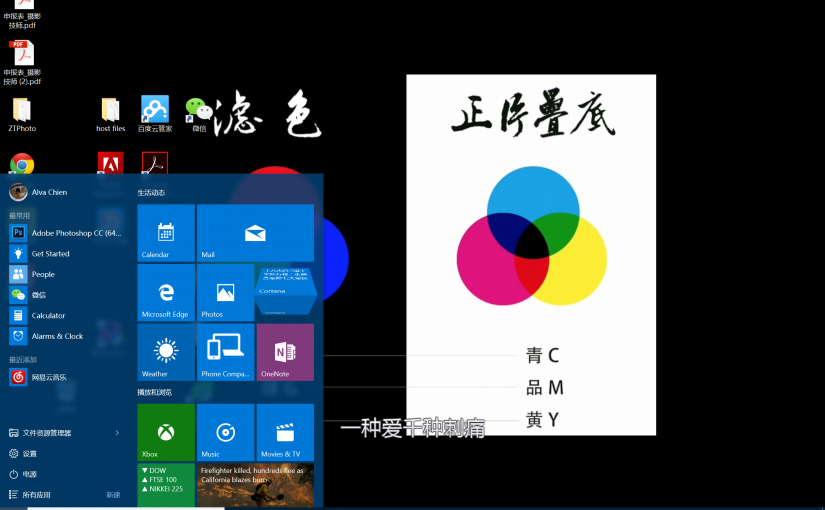 申报表_摄影
技师.pdf
申报表_摄影
技师 (2).pdf
ZTPhoto
host files
百度云管家
微信
滤色
正片叠底
Alva Chien
最常用
Adobe Photoshop CC (64...
Get Started
People
微信
Calculator
Alarms & Clock
最近添加
网易云音乐
文件资源管理器
设置
电源
所有应用
新建
生活动态
Calendar
Mail
Microsoft Edge
Photos
Cortana
Weather
Phone Compa...
OneNote
播放和浏览
Xbox
Music
Movies & TV
▼ DOW
▲ FTSE 100
▲ NIKKEI 225
Firefighter killed, hundreds flee as
California blazes burn
青 C
品 M
黄 Y
一种爱千种刺痛